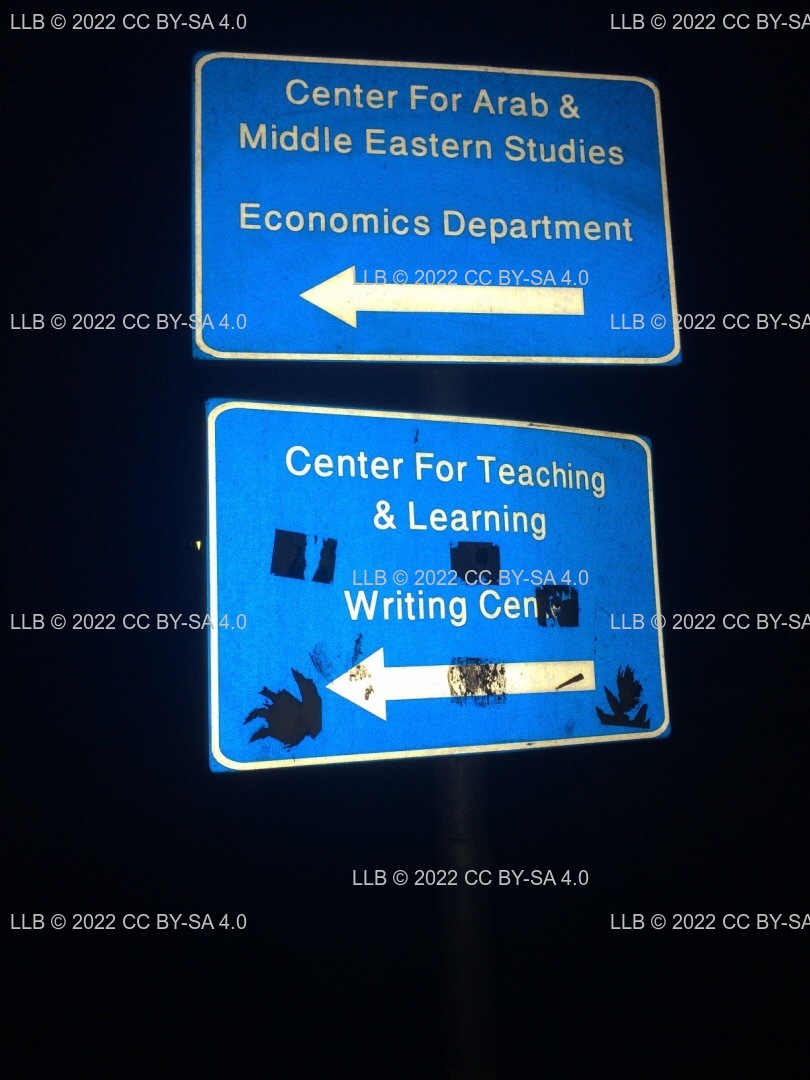 Center For Arab &
Middle Eastern Studies
Economics Department
Center For Teaching
& Learning
Writing
LLB © 2022 CC BY-SA 4.0